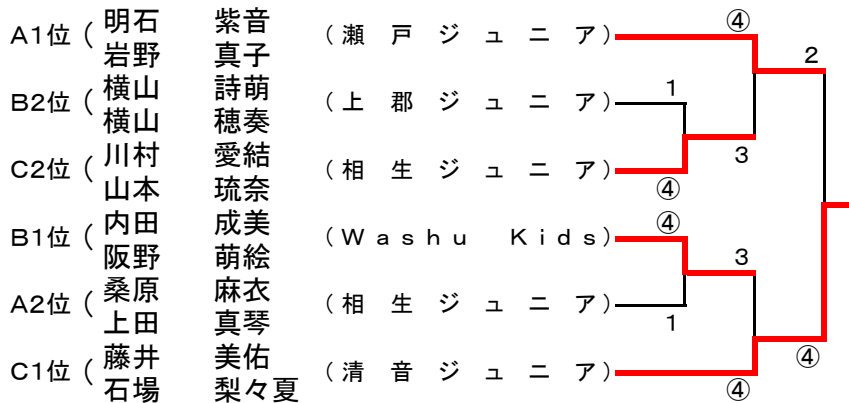 ④
明石 紫音
A1位 ( (瀬戸ジュニア)
岩野 真子
2
横山 詩萌
1
B2位 ( (上郡ジュニア)
横山 穂奏
川村 愛結
3
C2位 ( (相生ジュニア)
山本 琉奈
④
内田 成美
④
B1位 ( (Washu Kids)
阪野 萌絵
3
桑原 麻衣
A2位 ( (相生ジュニア)
上田 真琴
1
藤井 美佑
④
C1位 ( (清音ジュニア)
石場 梨々夏
④